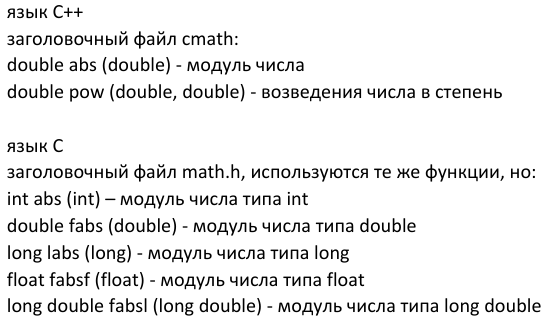 язык C++
заголовочный файл cmath:
double abs (double) - модуль числа
double pow (double, double) - возведения числа в степень
язык C
заголовочный файл math.h, используются те же функции, но:
int abs (int) – модуль числа типа int
double fabs (double) - модуль числа типа double
long labs (long) - модуль числа типа long
float fabsf (float) - модуль числа типа float
long double fabsl (long double) - модуль числа типа long double